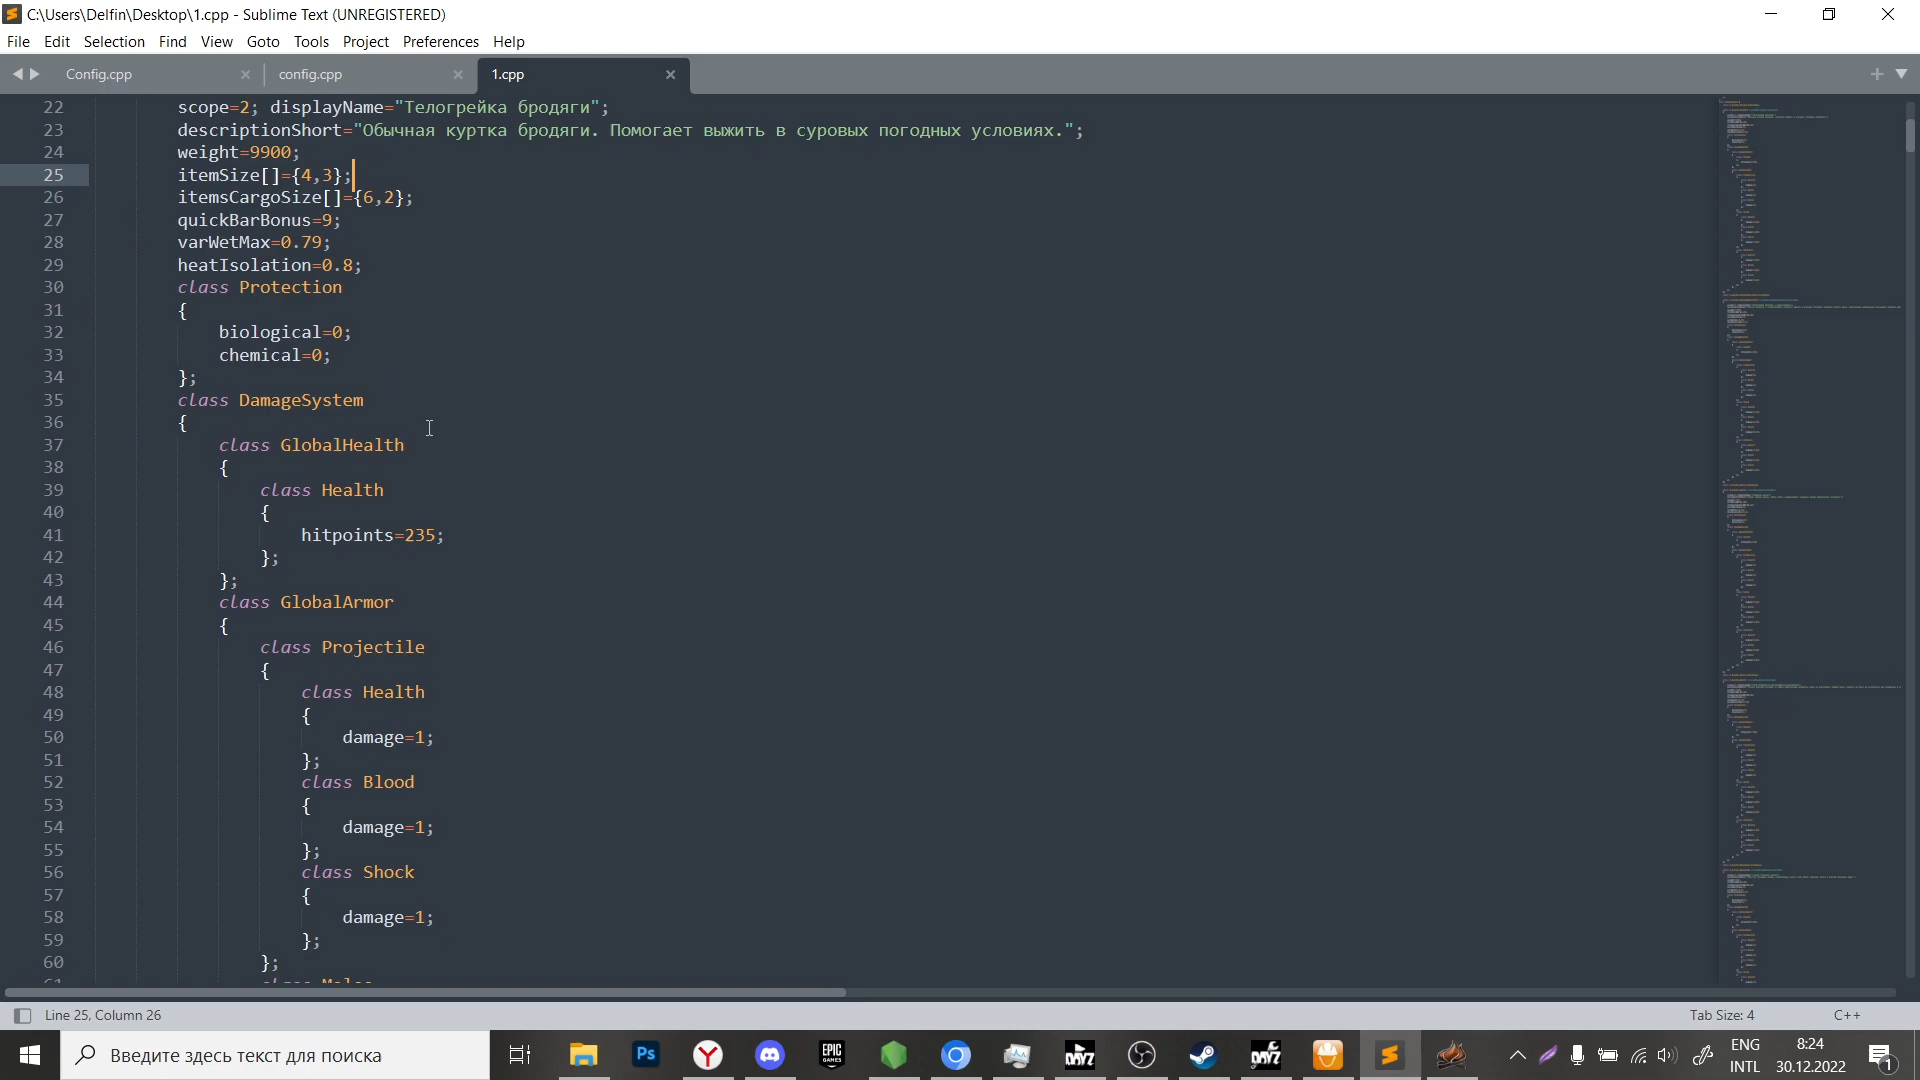 C:\Users\Delfin\Desktop\1.cpp - Sublime Text (UNREGISTERED)
File Edit Selection Find View Goto Tools Project Preferences Help
Config.cpp config.cpp 1.cpp
22 scope=2; displayName="Телогрейка бродяги";
23 descriptionShort="Обычная куртка бродяги. Помогает выжить в суровых погодных условиях.";
24 weight=9900;
25 itemSize[]={4,3};
26 itemsCargoSize[]={6,2};
27 quickBarBonus=9;
28 varWetMax=0.79;
29 heatIsolation=0.8;
30 class Protection
31 {
32 biological=0;
33 chemical=0;
34 };
35 class DamageSystem
36 {
37 class GlobalHealth
38 {
39 class Health
40 {
41 hitpoints=235;
42 };
43 };
44 class GlobalArmor
45 {
46 class Projectile
47 {
48 class Health
49 {
50 damage=1;
51 };
52 class Blood
53 {
54 damage=1;
55 };
56 class Shock
57 {
58 damage=1;
59 };
60 };
Line 25, Column 26 Tab Size: 4 C++
Введите здесь текст для поиска
Ps
EPIC GAMES
DAYZ
DAYZ
ENG
INTL
8:24
30.12.2022
1